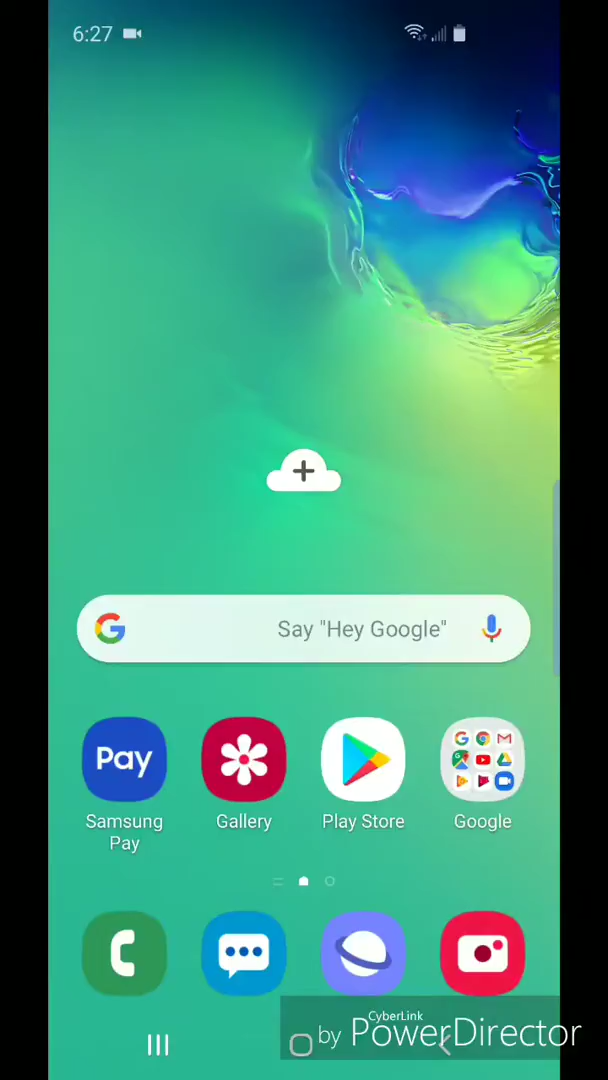 6:27
Say "Hey Google"
Pay
Samsung
Pay
Gallery
Play Store
Google
CyberLink
by PowerDirector